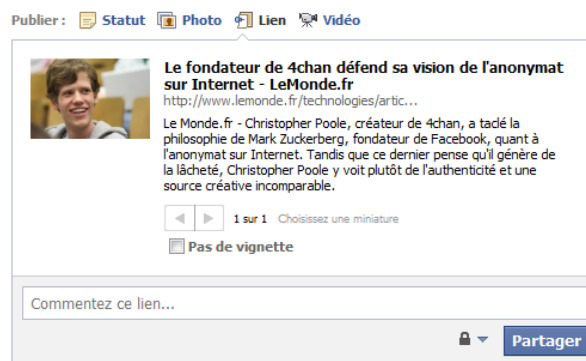 Publier : Statut Photo Lien Vidéo
Le fondateur de 4chan défend sa vision de l'anonymat
sur Internet - LeMonde.fr
http://www.lemonde.fr/technologies/artic...
Le Monde.fr - Christopher Poole, créateur de 4chan, a taclé la
philosophie de Mark Zuckerberg, fondateur de Facebook, quant à
l'anonymat sur Internet. Tandis que ce dernier pense qu'il génère de
la lâcheté, Christopher Poole y voit plutôt de l'authenticité et une
source créative incomparable.
1 sur 1 Choisissez une miniature
Pas de vignette
Commentez ce lien...
Partager